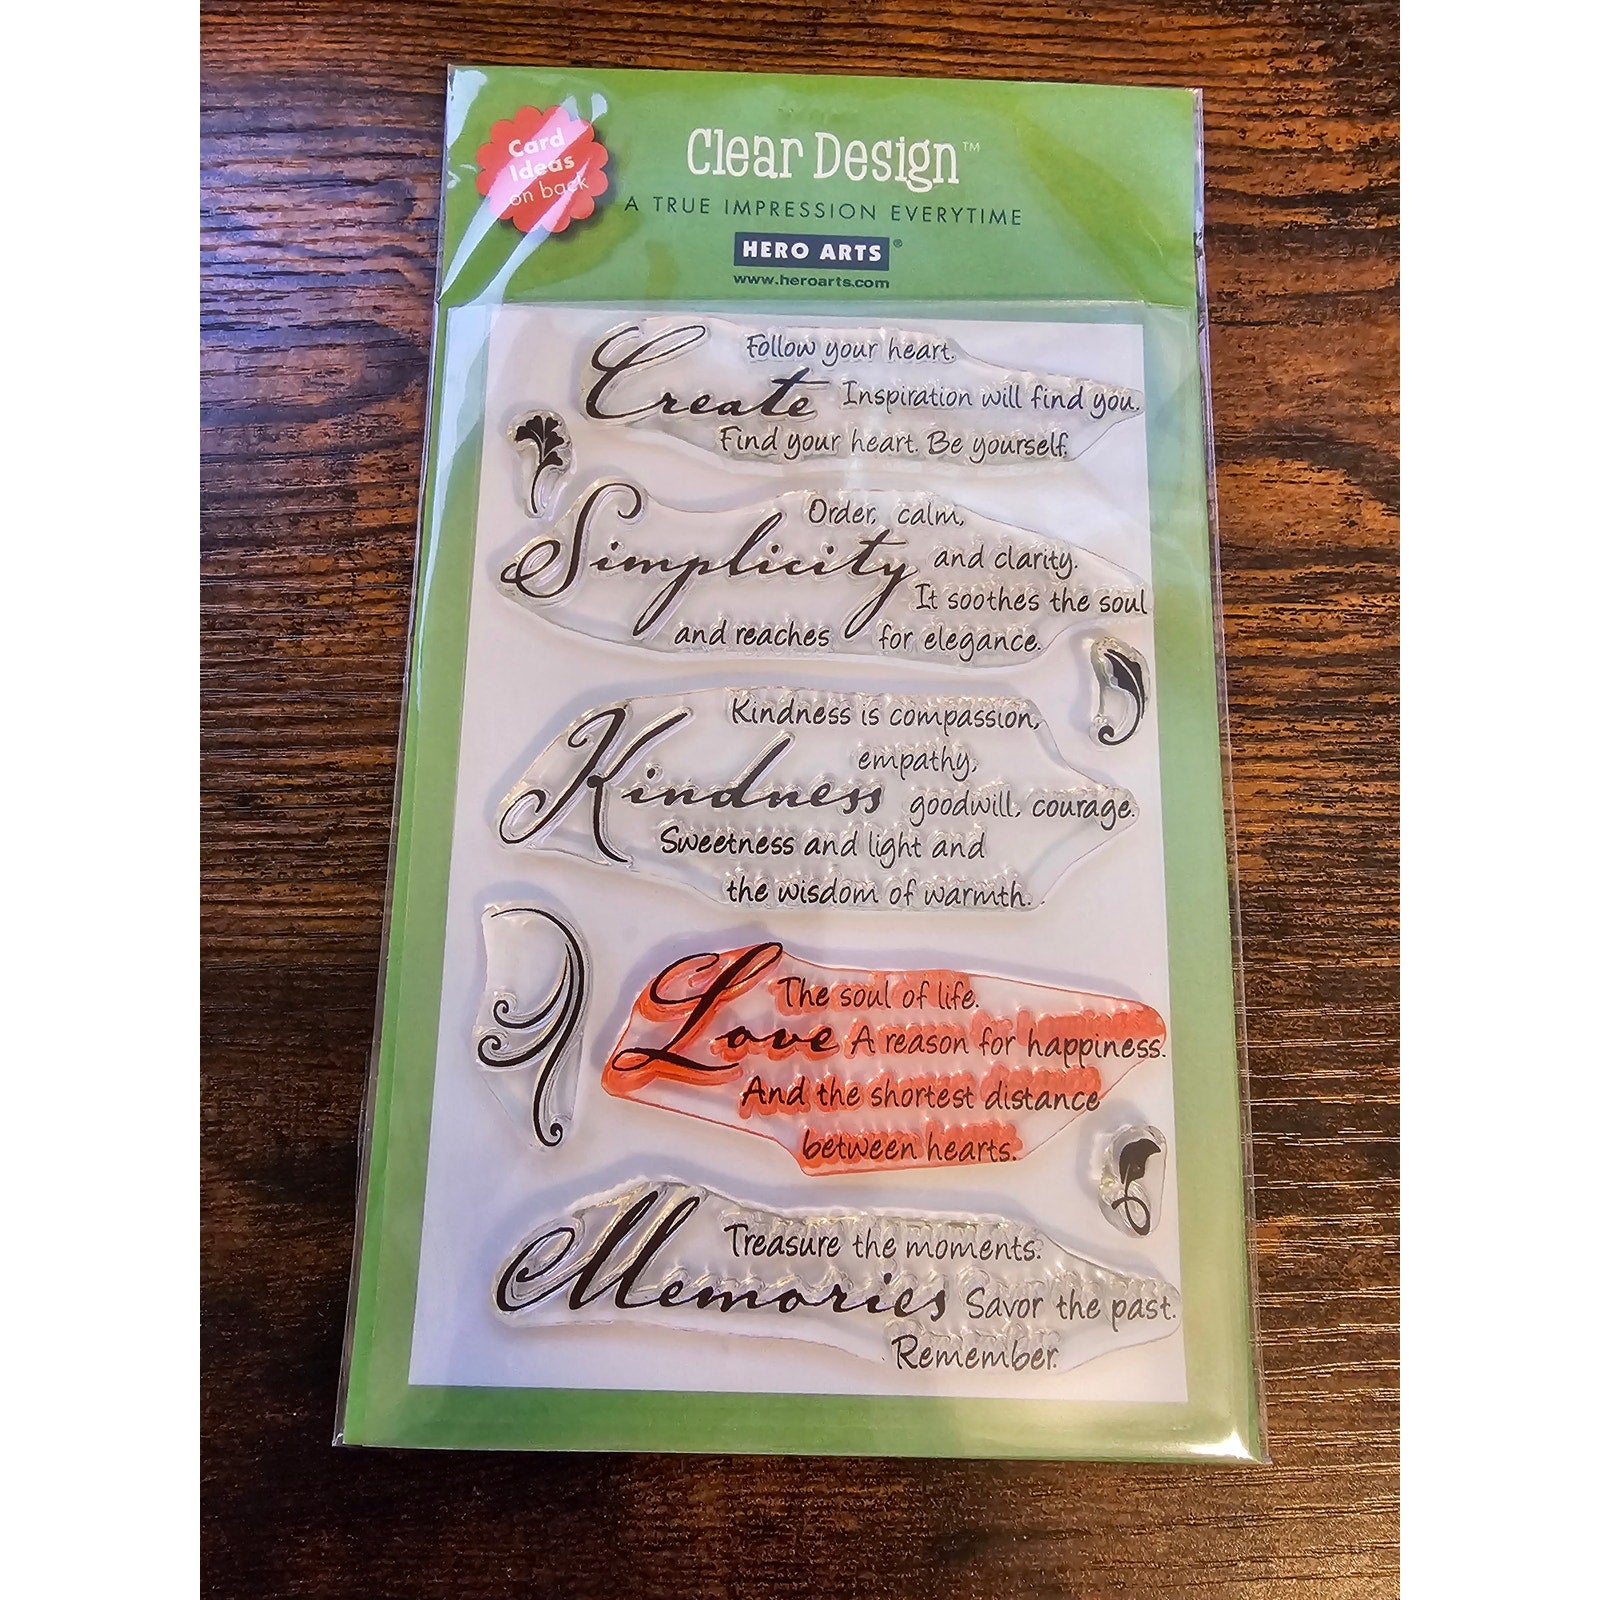 Card
Ideas
on back
Clear Design™
A TRUE IMPRESSION EVERYTIME
HERO ARTS®
www.heroarts.com
Follow your heart.
Create Inspiration will find you.
Find your heart. Be yourself.
Order, calm,
Simplicity and clarity.
It soothes the soul
and reaches for elegance.
Kindness is compassion,
empathy,
Kindness goodwill, courage.
Sweetness and light and
the wisdom of warmth.
The soul of life.
Love A reason for happiness.
And the shortest distance
between hearts.
Treasure the moments.
Memories Savor the past.
Remember.